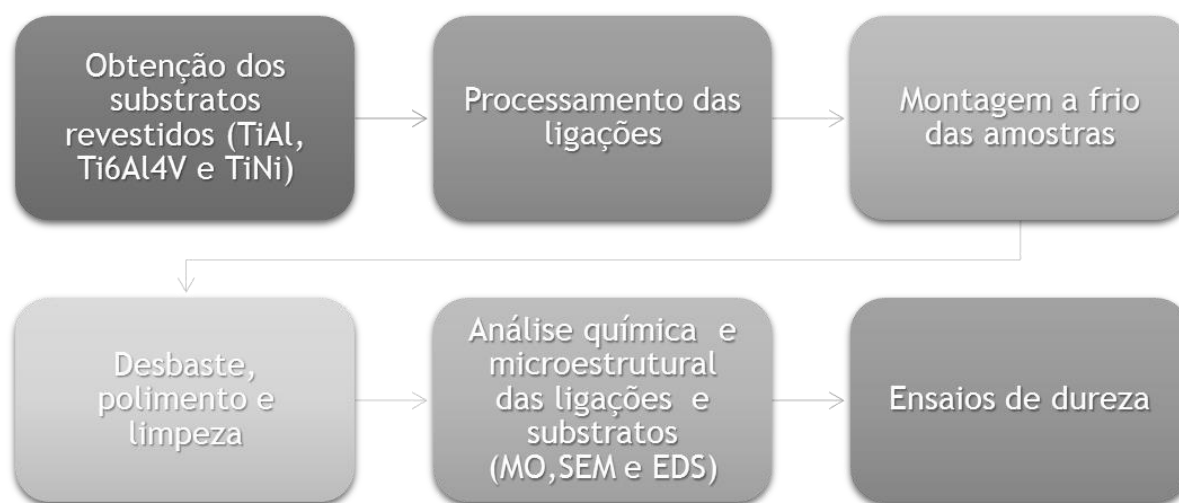 Obtenção dos
substratos
revestidos (TiAl,
Ti6Al4V e TiNi)
Processamento das
ligações
Montagem a frio
das amostras
Desbaste,
polimento e
limpeza
Análise química e
microestrutural
das ligações e
substratos
(MO,SEM e EDS)
Ensaios de dureza